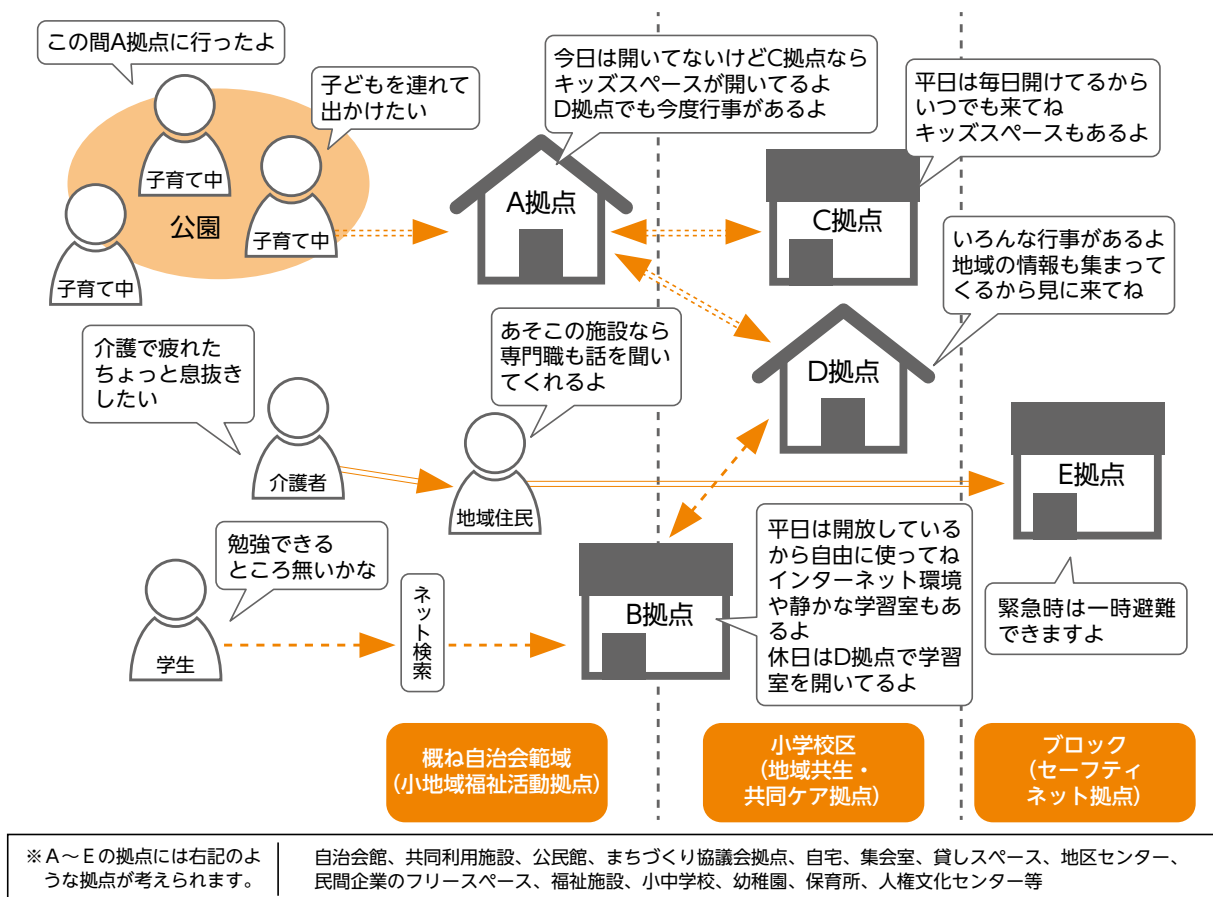 この間A拠点に行ったよ
子どもを連れて
出かけたい
子育て中
公園
子育て中
子育て中
今日は開いてないけどC拠点なら
キッズスペースが開いてるよ
D拠点でも今度行事があるよ
平日は毎日開けてるから
いつでも来てね
キッズスペースもあるよ
A拠点
C拠点
いろんな行事があるよ
地域の情報も集まって
くるから見に来てね
D拠点
介護で疲れた
ちょっと息抜き
したい
介護者
あそこの施設なら
専門職も話を聞い
てくれるよ
地域住民
E拠点
緊急時は一時避難
できますよ
勉強できる
ところ無いかな
学生
ネット検索
B拠点
平日は開放している
から自由に使ってね
インターネット環境
や静かな学習室もあ
るよ
休日はD拠点で学習
室を開いてるよ
概ね自治会範域
(小地域福祉活動拠点)
小学校区
(地域共生・
共同ケア拠点)
ブロック
(セーフティ
ネット拠点)
※A～Eの拠点には右記のよ
うな拠点が考えられます。
自治会館、共同利用施設、公民館、まちづくり協議会拠点、自宅、集会室、貸しスペース、地区センター、
民間企業のフリースペース、福祉施設、小中学校、幼稚園、保育所、人権文化センター等